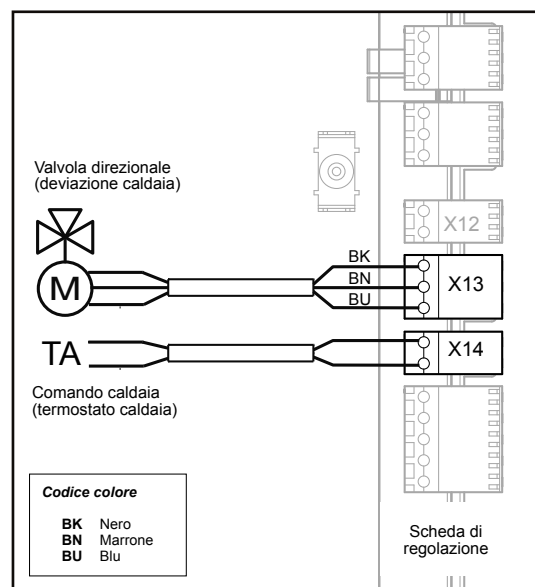 X12
Valvola direzionale
(deviazione caldaia)
BK
BN
BU
M
X13
TA
X14
Comando caldaia
(termostato caldaia)
Codice colore
BK Nero
BN Marrone
BU Blu
Scheda di
regolazione